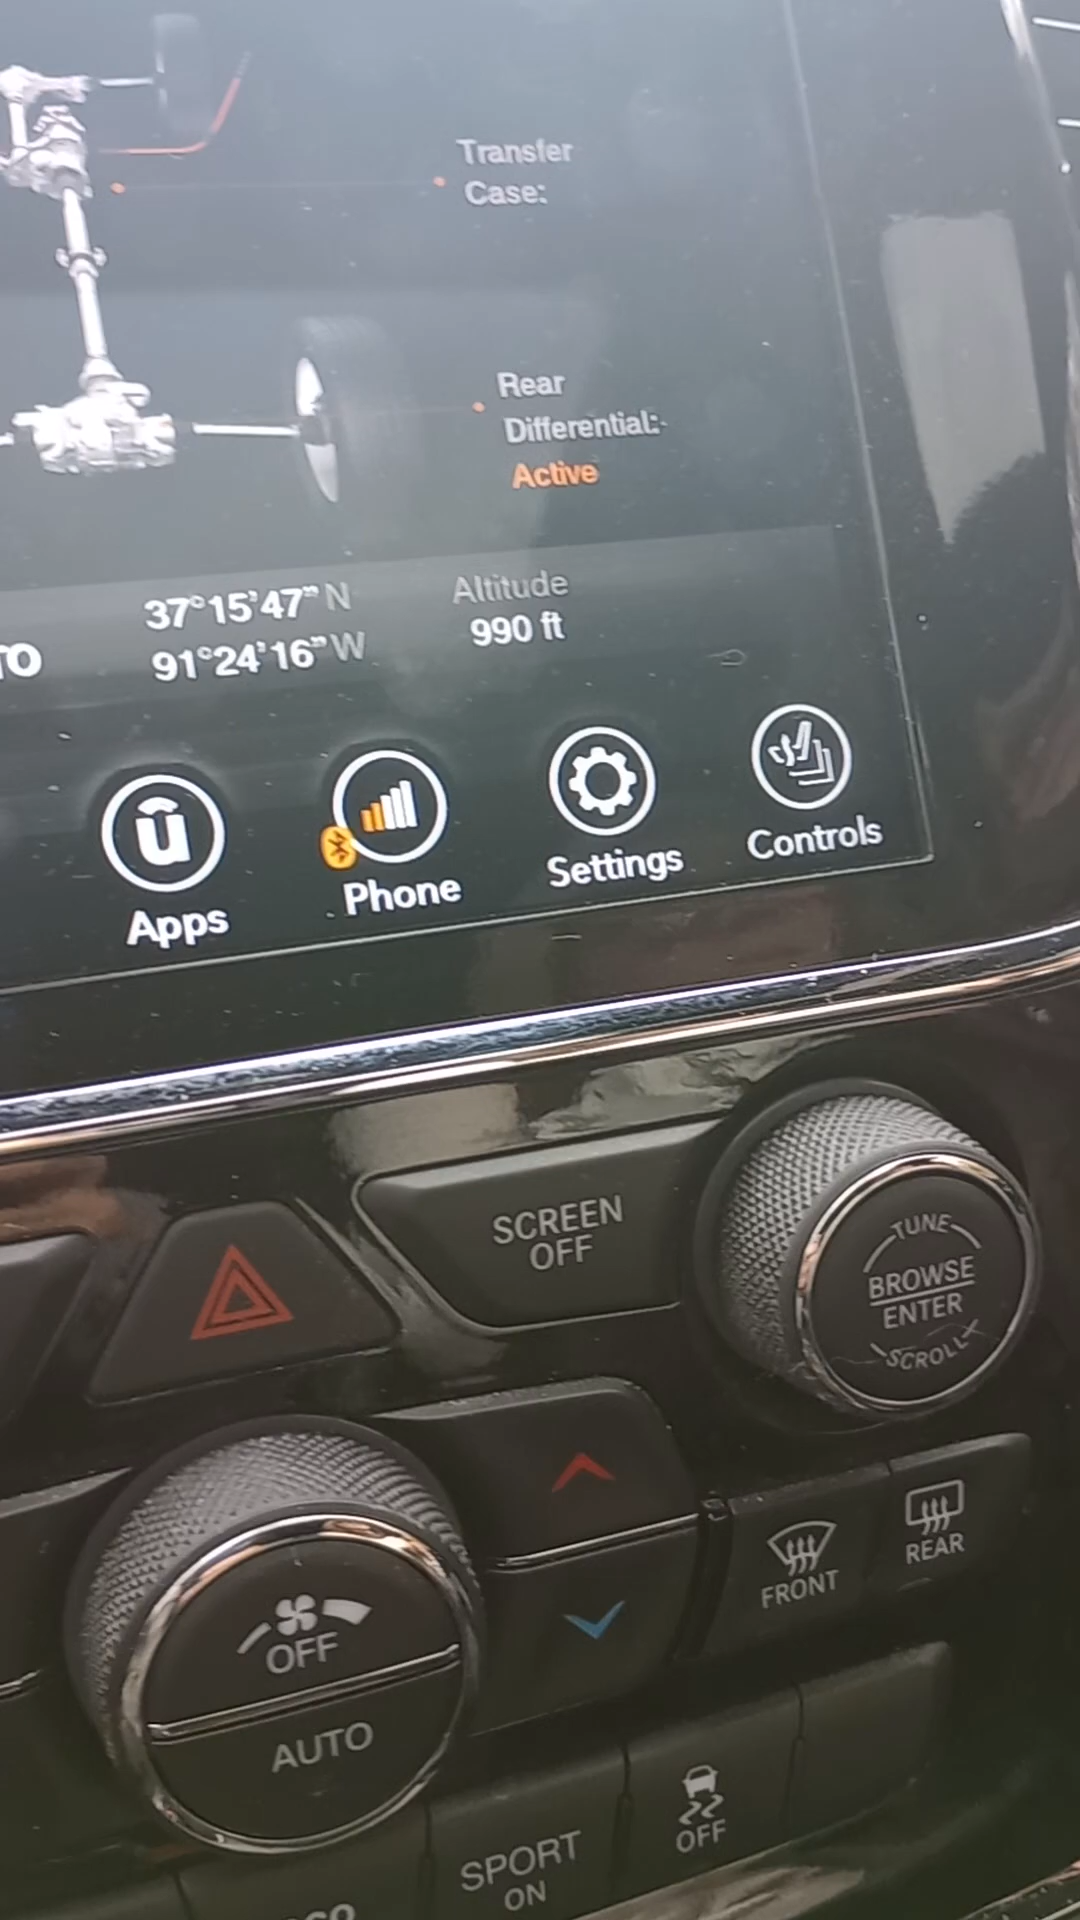 Transfer
Case:
Rear
Differential:
Active
37°15'47" N
91°24'16" W
Altitude
990 ft
TO
Apps
Phone
Settings
Controls
SCREEN
OFF
TUNE
BROWSE
ENTER
SCROLL
FRONT
REAR
OFF
AUTO
OFF
SPORT
ON